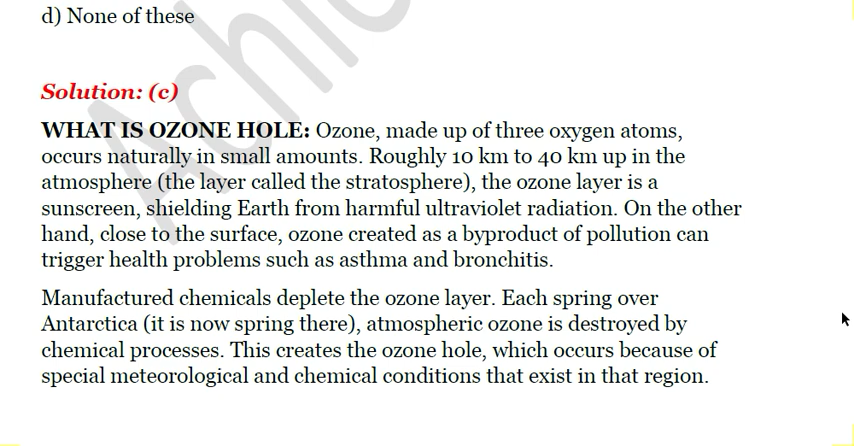 d) None of these
Achi
Solution: (c)
WHAT IS OZONE HOLE: Ozone, made up of three oxygen atoms,
occurs naturally in small amounts. Roughly 10 km to 40 km up in the
atmosphere (the layer called the stratosphere), the ozone layer is a
sunscreen, shielding Earth from harmful ultraviolet radiation. On the other
hand, close to the surface, ozone created as a byproduct of pollution can
trigger health problems such as asthma and bronchitis.
Manufactured chemicals deplete the ozone layer. Each spring over
Antarctica (it is now spring there), atmospheric ozone is destroyed by
chemical processes. This creates the ozone hole, which occurs because of
special meteorological and chemical conditions that exist in that region.